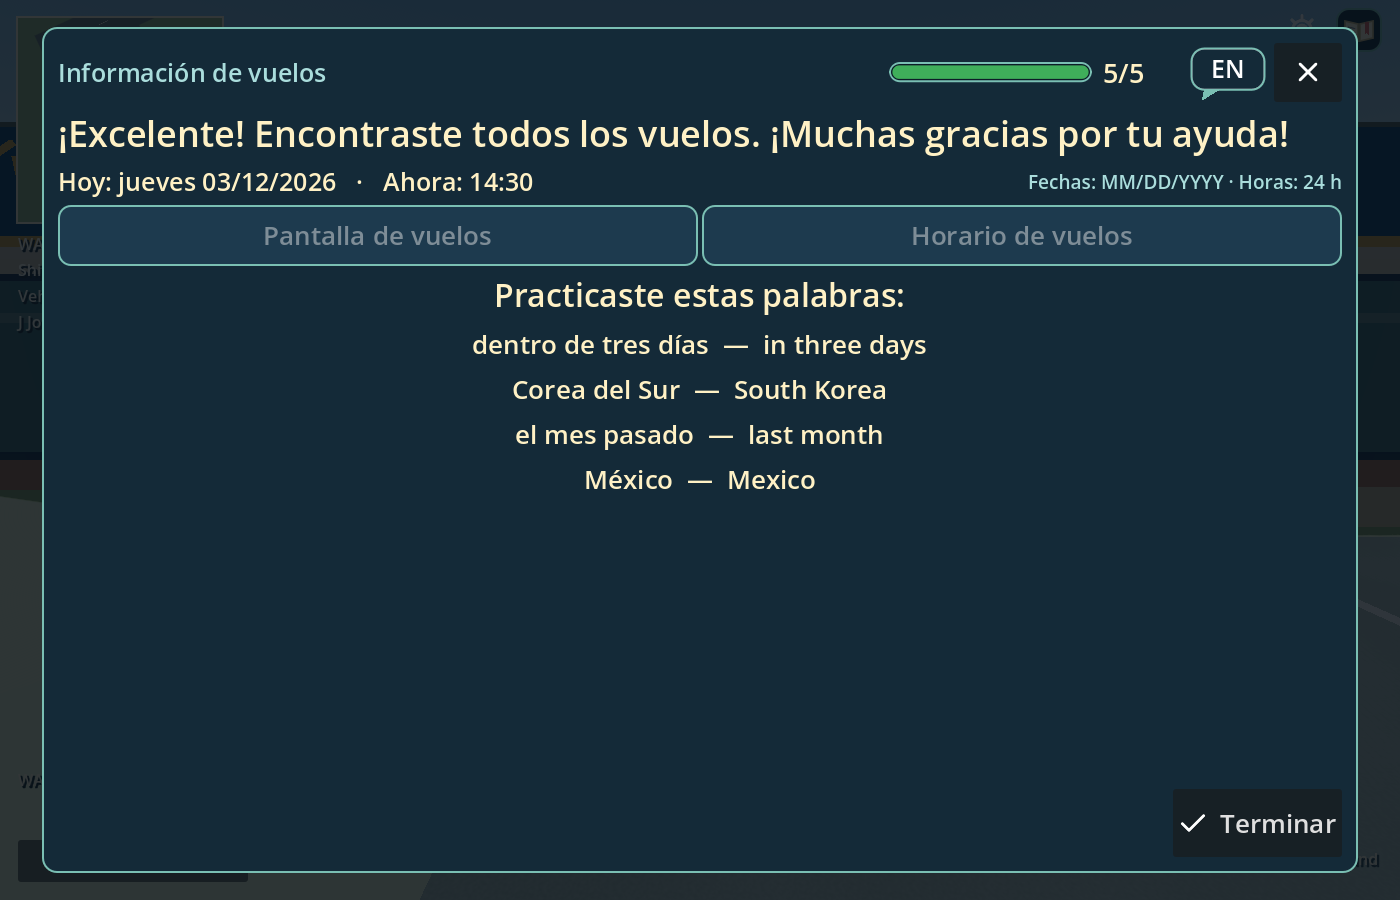 Información de vuelos
5/5
EN
¡Excelente! Encontraste todos los vuelos. ¡Muchas gracias por tu ayuda!
Hoy: jueves 03/12/2026 · Ahora: 14:30
Fechas: MM/DD/YYYY · Horas: 24 h
Pantalla de vuelos
Horario de vuelos
Practicaste estas palabras:
dentro de tres días — in three days
Corea del Sur — South Korea
el mes pasado — last month
México — Mexico
Terminar